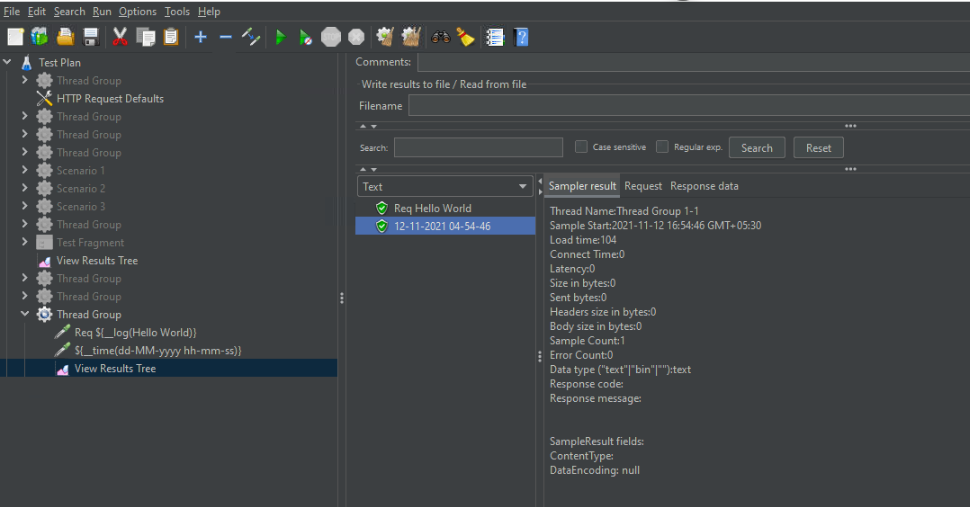 File Edit Search Run Options Tools Help
Test Plan
Thread Group
HTTP Request Defaults
Thread Group
Thread Group
Thread Group
Scenario 1
Scenario 2
Scenario 3
Thread Group
Test Fragment
View Results Tree
Thread Group
Thread Group
Thread Group
Req ${__log(Hello World)}
${__time(dd-MM-yyyy hh-mm-ss)}
View Results Tree
Comments:
Write results to file / Read from file
Filename
Search: Case sensitive Regular exp. Search Reset
Text
Req Hello World
12-11-2021 04-54-46
Sampler result Request Response data
Thread Name:Thread Group 1-1
Sample Start:2021-11-12 16:54:46 GMT+05:30
Load time:104
Connect Time:0
Latency:0
Size in bytes:0
Sent bytes:0
Headers size in bytes:0
Body size in bytes:0
Sample Count:1
Error Count:0
Data type ("text"|"bin"|""):text
Response code:
Response message:
SampleResult fields:
ContentType:
DataEncoding: null